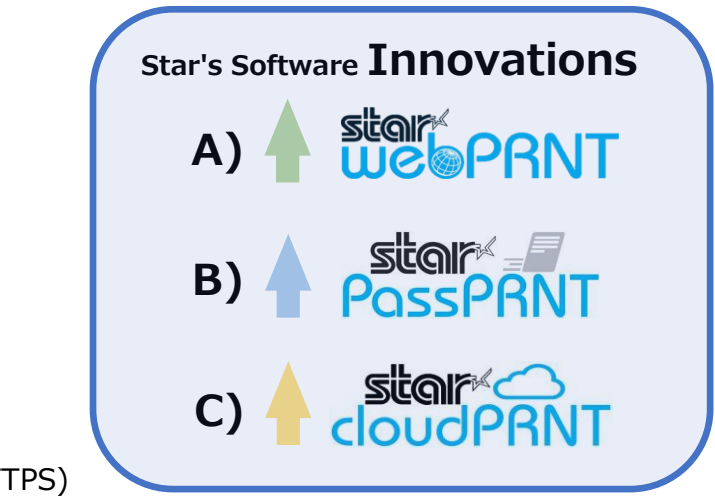 Star's Software Innovations
A) star webPRNT
B) star PassPRNT
C) star cloudPRNT
TPS)